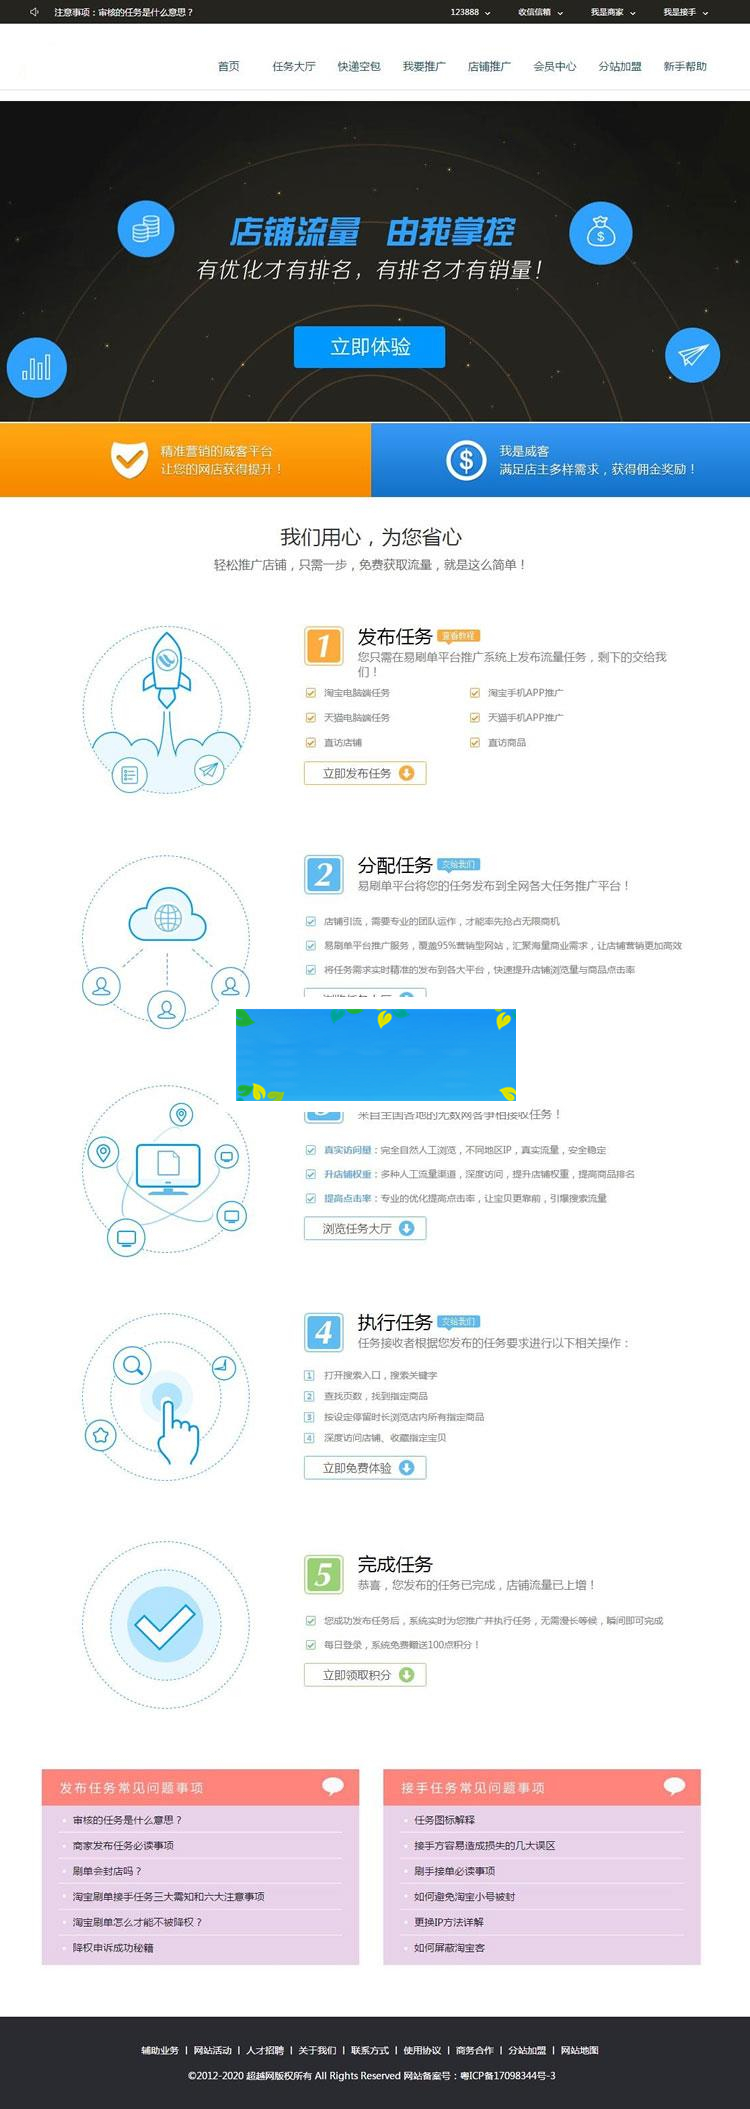 注意事项：审核的任务是什么意思？
123888 收信信箱 我是商家 我是接手
首页 任务大厅 快递空包 我要推广 店铺推广 会员中心 分站加盟 新手帮助
店铺流量 由我掌控
有优化才有排名，有排名才有销量！
立即体验
精准营销的威客平台
让您的网店获得提升！
我是威客
满足店主多样需求，获得佣金奖励！
我们用心，为您省心
轻松推广店铺，只需一步，免费获取流量，就是这么简单！
1 发布任务 查看教程
您只需在易刷单平台推广系统上发布流量任务，剩下的交给我
们！
淘宝电脑端任务 淘宝手机APP推广
天猫电脑端任务 天猫手机APP推广
直访店铺 直访商品
立即发布任务
2 分配任务 交给我们
易刷单平台将您的任务发布到全网各大任务推广平台！
店铺引流，需要专业的团队运作，才能率先抢占无限商机
易刷单平台推广服务，覆盖95%营销型网站，汇聚海量商业需求，让店铺营销更加高效
将任务需求实时精准的发布到各大平台，快速提升店铺浏览量与商品点击率
浏览任务大厅
来自全国各地的无数网客争相接收任务！
真实访问量：完全自然人工浏览，不同地区IP，真实流量，安全稳定
升店铺权重：多种人工流量渠道，深度访问，提升店铺权重，提高商品排名
提高点击率：专业的优化提高点击率，让宝贝更靠前，引爆搜索流量
浏览任务大厅
4 执行任务 交给我们
任务接收者根据您发布的任务要求进行以下相关操作：
1 打开搜索入口，搜索关键字
2 查找页数，找到指定商品
3 按设定停留时长浏览店内所有指定商品
4 深度访问店铺、收藏指定宝贝
立即免费体验
5 完成任务
恭喜，您发布的任务已完成，店铺流量已上增！
您成功发布任务后，系统实时为您推广并执行任务，无需漫长等候，瞬间即可完成
每日登录，系统免费赠送100点积分！
立即领取积分
发布任务常见问题事项
审核的任务是什么意思？
商家发布任务必读事项
刷单会封店吗？
淘宝刷单接手任务三大需知和六大注意事项
淘宝刷单怎么才能不被降权？
降权申诉成功秘籍
接手任务常见问题事项
任务图标解释
接手方容易造成损失的几大误区
刷手接单必读事项
如何避免淘宝小号被封
更换IP方法详解
如何屏蔽淘宝客
辅助业务 | 网站活动 | 人才招聘 | 关于我们 | 联系方式 | 使用协议 | 商务合作 | 分站加盟 | 网站地图
©2012-2020 超越网版权所有 All Rights Reserved 网站备案号：粤ICP备17098344号-3